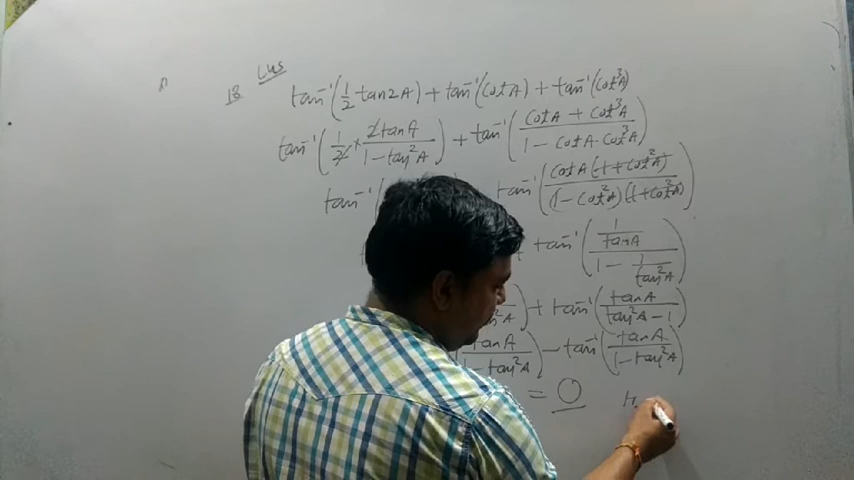 18 LHS
tan⁻¹(1/2 tan2A) + tan⁻¹(cotA) + tan⁻¹(cot³A)
tan⁻¹(1/2 × 2tanA/(1-tan²A)) + tan⁻¹((cotA + cot³A)/(1 - cotA·cot³A))
tan⁻¹( tan⁻¹(cotA(1+cot²A)/((1-cot²A)(1+cot²A)))
+ tan⁻¹((1/tanA)/(1 - 1/tan²A))
+ tan⁻¹(tanA/(tan²A - 1))
tanA/(1-tan²A)) - tan⁻¹(tanA/(1-tan²A))
= 0